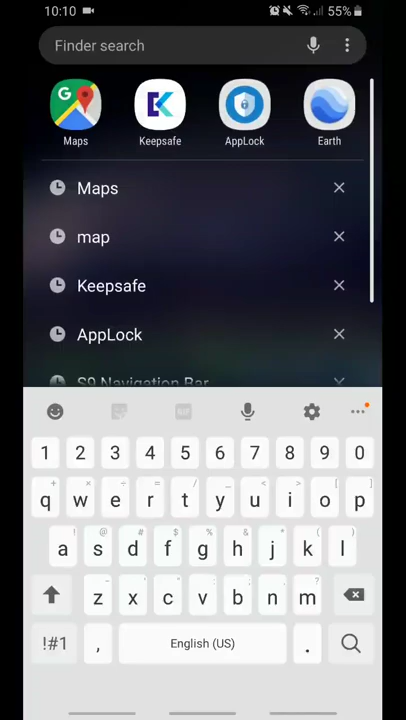 10:10 55%
Finder search
G
Maps Keepsafe AppLock Earth
Maps
map
Keepsafe
AppLock
S9 Navigation Bar
GIF
1 2 3 4 5 6 7 8 9 0
q w e r t y u i o p
a s d f g h j k l
z x c v b n m
!#1 , English (US) .